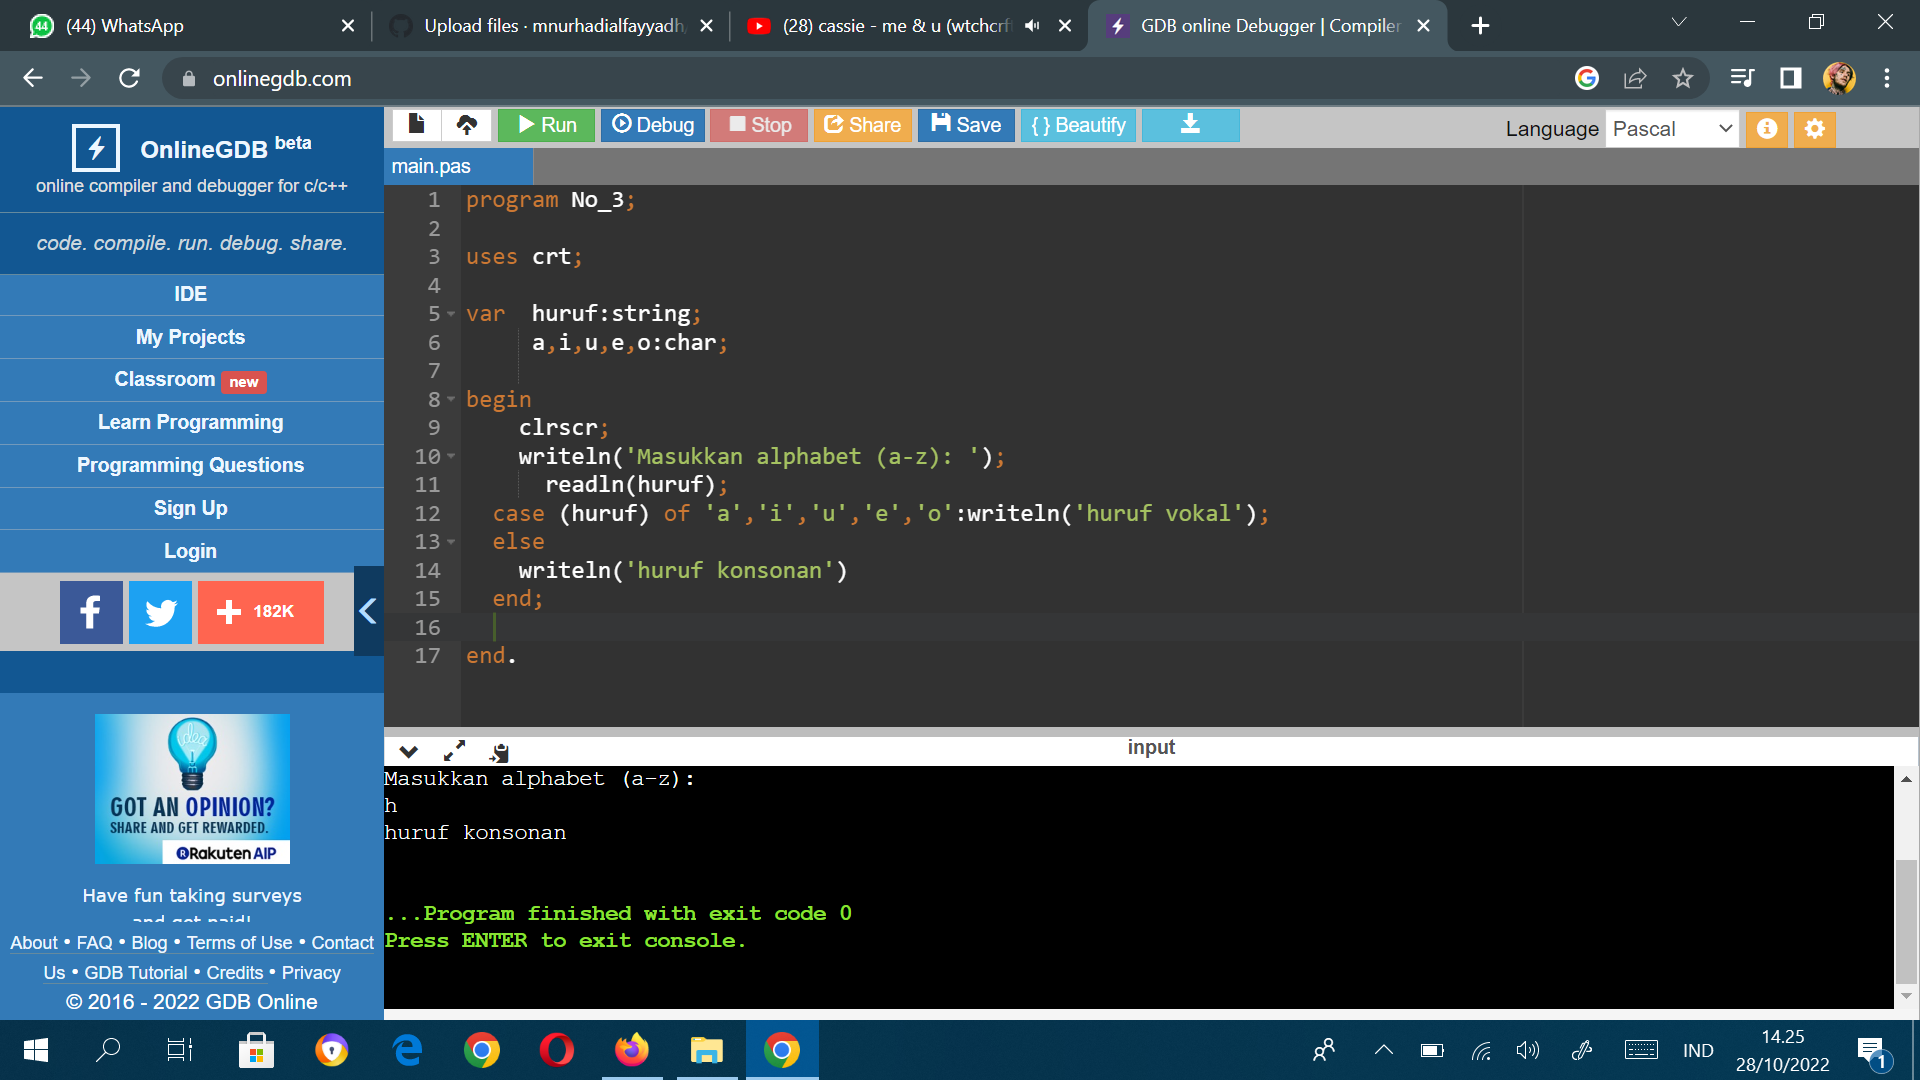 (44) WhatsApp
Upload files · mnurhadialfayyadh
(28) cassie - me & u (wtchcrft
GDB online Debugger | Compiler
onlinegdb.com
OnlineGDB beta
online compiler and debugger for c/c++
code. compile. run. debug. share.
IDE
My Projects
Classroom new
Learn Programming
Programming Questions
Sign Up
Login
182K
idea
GOT AN OPINION?
SHARE AND GET REWARDED.
Rakuten AIP
Have fun taking surveys
and get paid!
About • FAQ • Blog • Terms of Use • Contact
Us • GDB Tutorial • Credits • Privacy
© 2016 - 2022 GDB Online
Run Debug Stop Share Save { } Beautify
Language Pascal
main.pas
1 program No_3;
2
3 uses crt;
4
5 var  huruf:string;
6      a,i,u,e,o:char;
7
8 begin
9     clrscr;
10     writeln('Masukkan alphabet (a-z): ');
11       readln(huruf);
12   case (huruf) of 'a','i','u','e','o':writeln('huruf vokal');
13   else
14     writeln('huruf konsonan')
15   end;
16
17 end.
input
Masukkan alphabet (a-z):
h
huruf konsonan
...Program finished with exit code 0
Press ENTER to exit console.
IND
14.25
28/10/2022
1